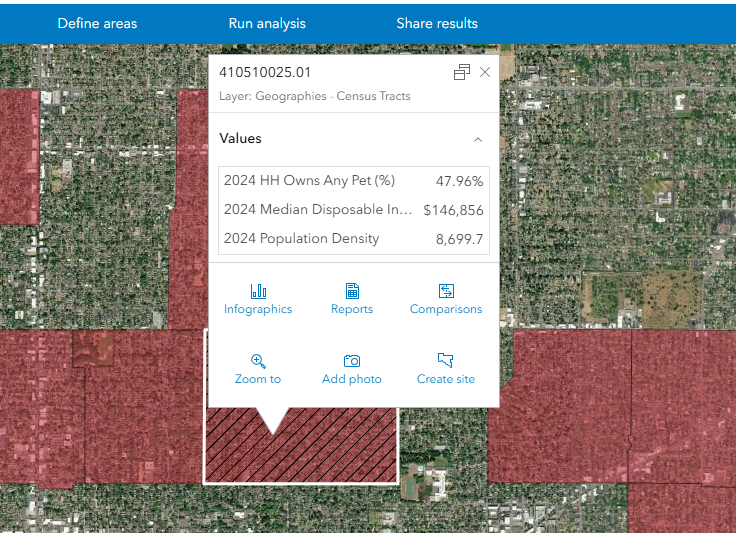 Define areas Run analysis Share results
410510025.01
Layer: Geographies - Census Tracts
Values
2024 HH Owns Any Pet (%) 47.96%
2024 Median Disposable In... $146,856
2024 Population Density 8,699.7
Infographics Reports Comparisons
Zoom to Add photo Create site